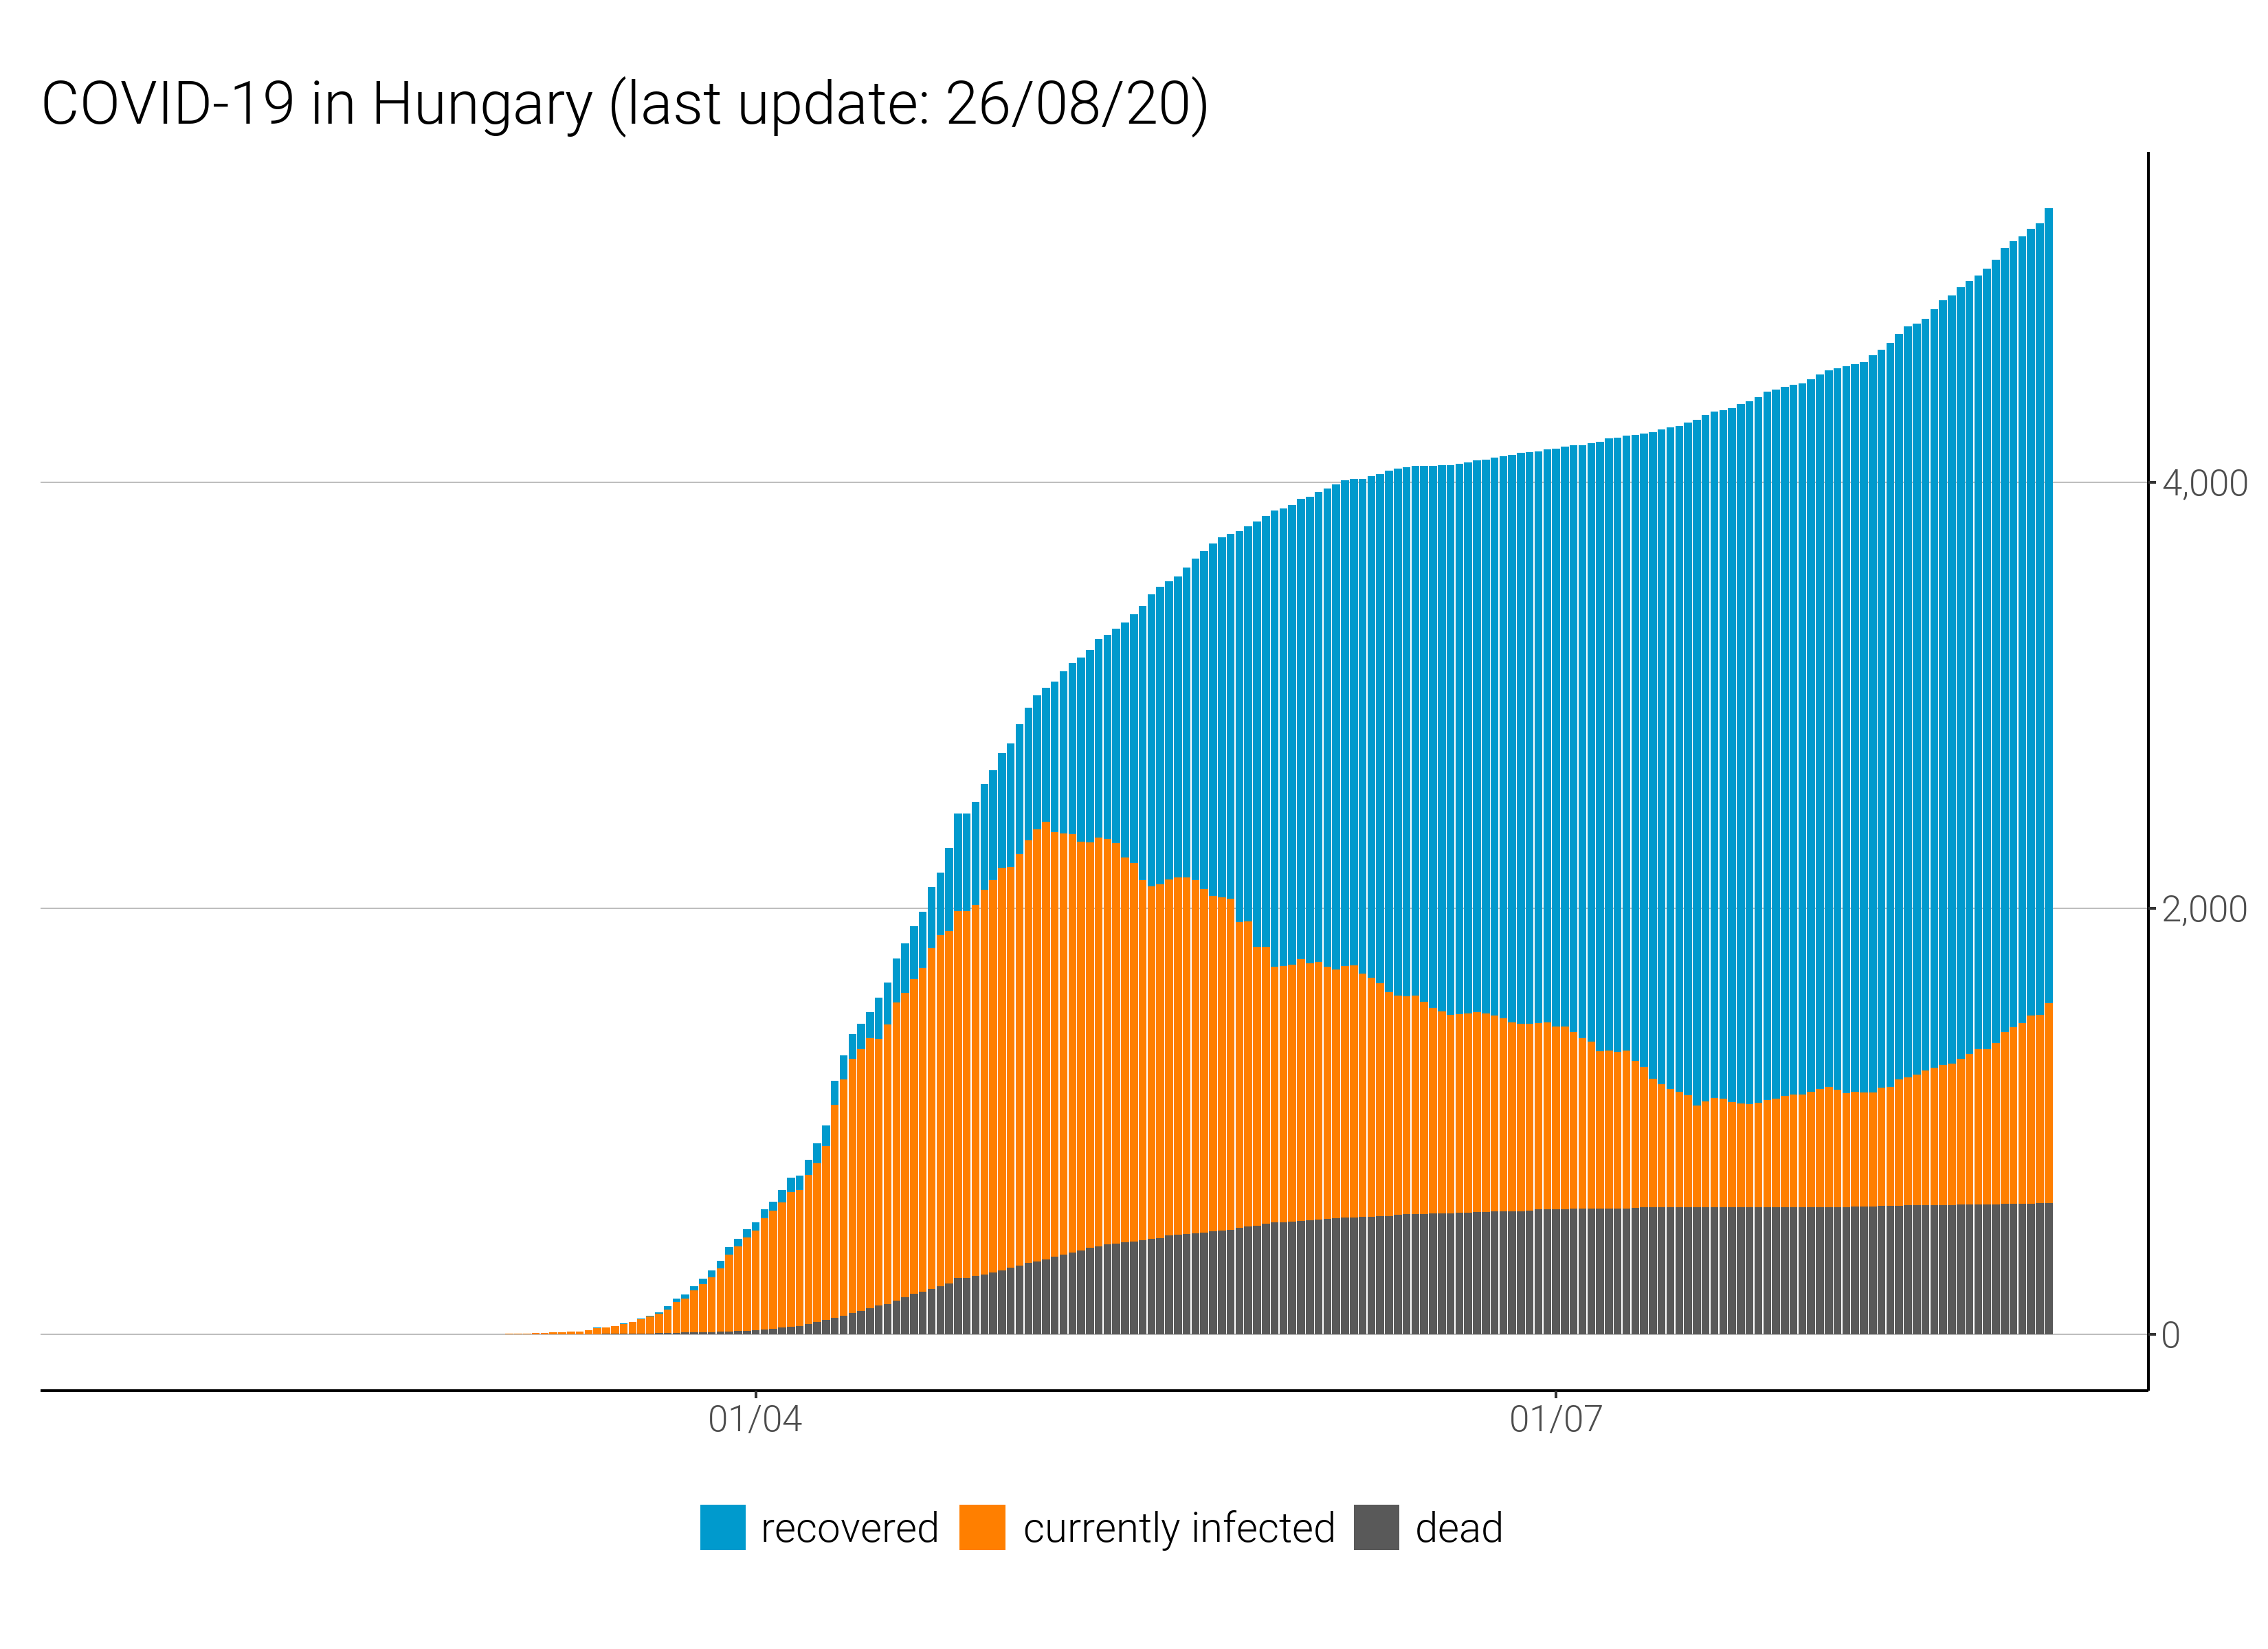 COVID-19 in Hungary (last update: 26/08/20)
4,000
2,000
0
01/04 01/07
recovered currently infected dead